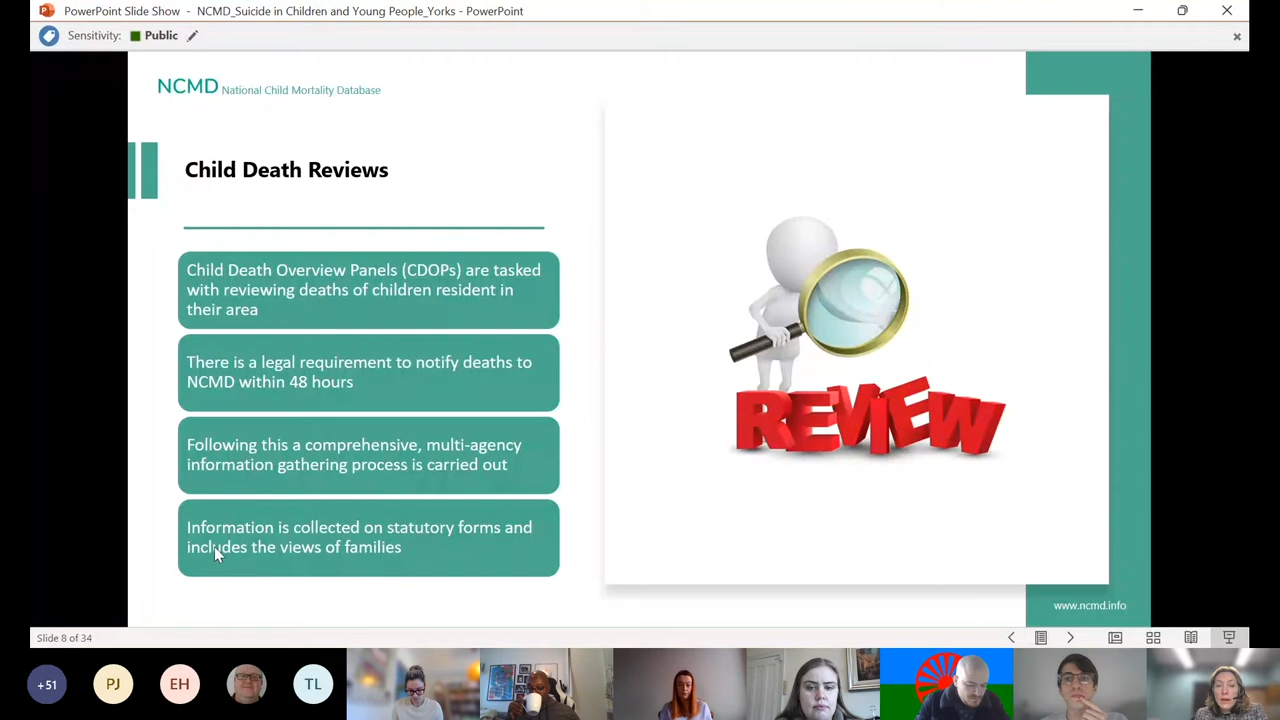 PowerPoint Slide Show - NCMD_Suicide in Children and Young People_Yorks - PowerPoint
Sensitivity: Public
NCMD National Child Mortality Database
Child Death Reviews
Child Death Overview Panels (CDOPs) are tasked
with reviewing deaths of children resident in
their area
There is a legal requirement to notify deaths to
NCMD within 48 hours
Following this a comprehensive, multi-agency
information gathering process is carried out
Information is collected on statutory forms and
includes the views of families
REVIEW
www.ncmd.info
Slide 8 of 34
+51
PJ
EH
TL